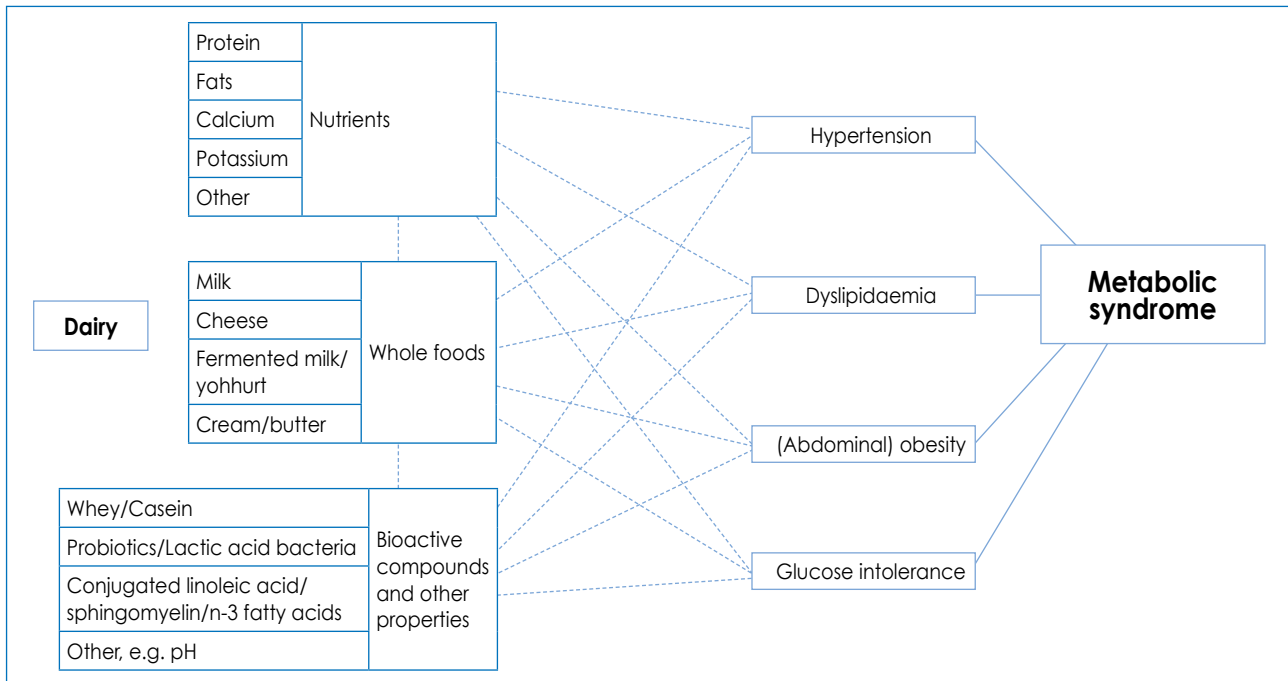 Protein
Fats
Calcium
Potassium
Other
Nutrients
Dairy
Milk
Cheese
Fermented milk/
yohhurt
Cream/butter
Whole foods
Whey/Casein
Probiotics/Lactic acid bacteria
Conjugated linoleic acid/
sphingomyelin/n-3 fatty acids
Other, e.g. pH
Bioactive
compounds
and other
properties
Hypertension
Dyslipidaemia
(Abdominal) obesity
Glucose intolerance
Metabolic
syndrome